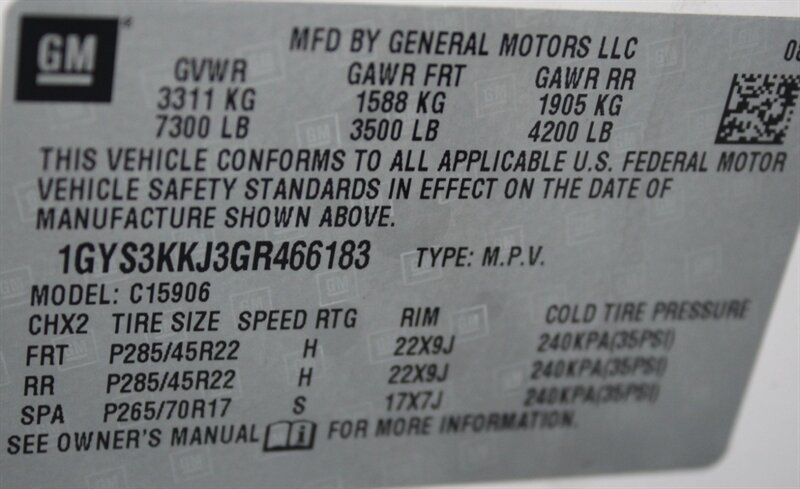 GM
MFD BY GENERAL MOTORS LLC
GVWR GAWR FRT GAWR RR
3311 KG 1588 KG 1905 KG
7300 LB 3500 LB 4200 LB
THIS VEHICLE CONFORMS TO ALL APPLICABLE U.S. FEDERAL MOTOR
VEHICLE SAFETY STANDARDS IN EFFECT ON THE DATE OF
MANUFACTURE SHOWN ABOVE.
1GYS3KKJ3GR466183 TYPE: M.P.V.
MODEL: C15906
CHX2 TIRE SIZE SPEED RTG RIM COLD TIRE PRESSURE
FRT P285/45R22 H 22X9J 240KPA(35PSI)
RR P285/45R22 H 22X9J 240KPA(35PSI)
SPA P265/70R17 S 17X7J 240KPA(35PSI)
SEE OWNER'S MANUAL FOR MORE INFORMATION.